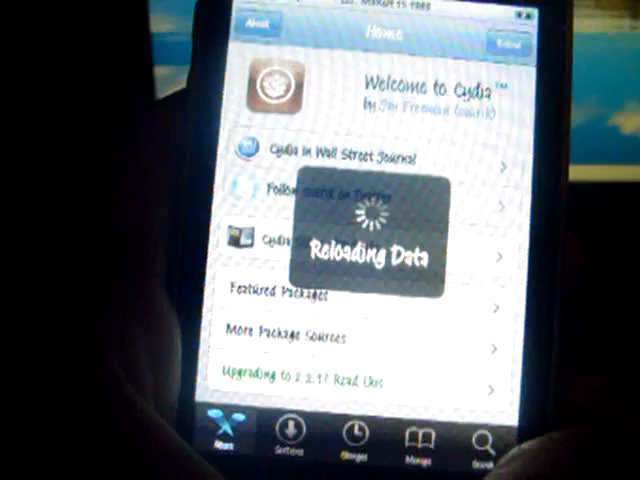 About
Home
Reload
Welcome to Cydia™
by Jay Freeman (saurik)
Cydia in Wall Street Journal
Follow saurik on Twitter
Cydia
Reloading Data
Featured Packages
More Package Sources
Upgrading to 2.2.1? Read this
Sections
Changes
Manage
Search